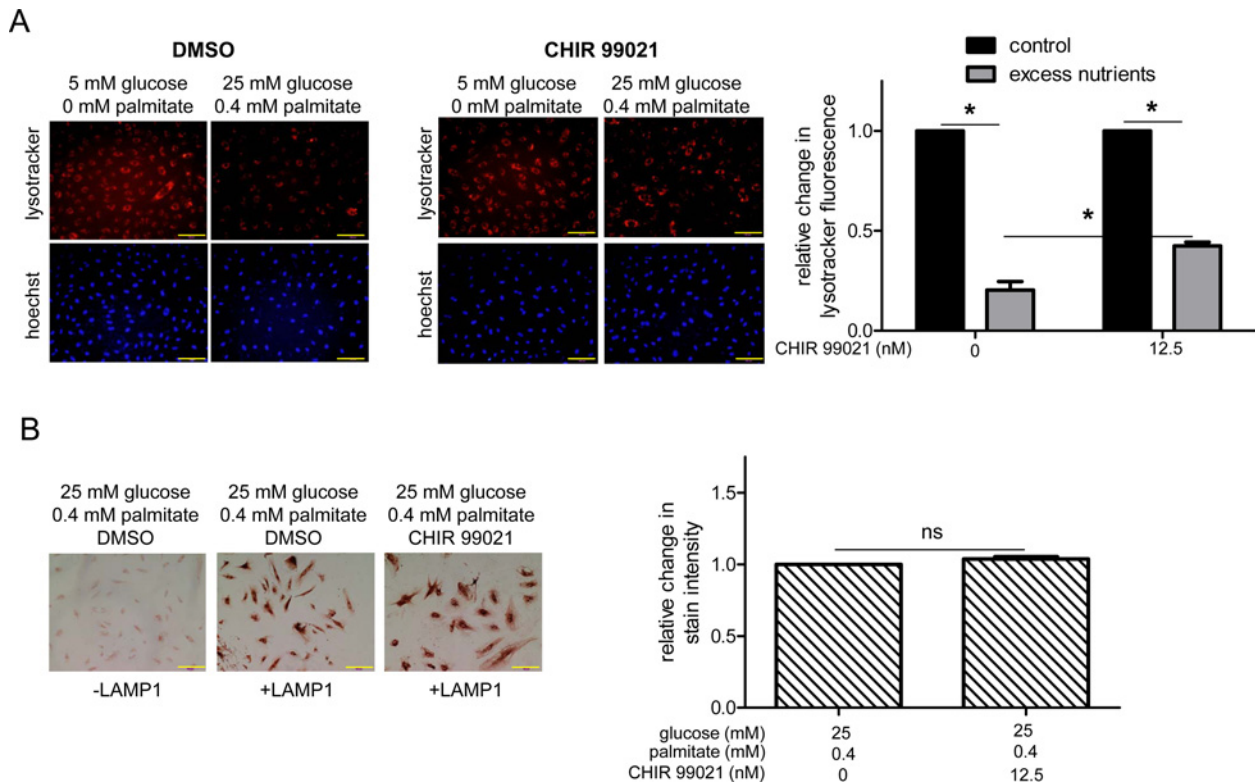 A
DMSO
5 mM glucose
0 mM palmitate
25 mM glucose
0.4 mM palmitate
lysotracker
hoechst
CHIR 99021
5 mM glucose
0 mM palmitate
25 mM glucose
0.4 mM palmitate
lysotracker
hoechst
control
excess nutrients
relative change in
lysotracker fluorescence
1.0
0.5
0.0
*
*
*
CHIR 99021 (nM)
0
12.5
B
25 mM glucose
0.4 mM palmitate
DMSO
25 mM glucose
0.4 mM palmitate
DMSO
25 mM glucose
0.4 mM palmitate
CHIR 99021
-LAMP1
+LAMP1
+LAMP1
relative change in
stain intensity
1.5
1.0
0.5
0.0
ns
glucose (mM) 25 25
palmitate (mM) 0.4 0.4
CHIR 99021 (nM) 0 12.5